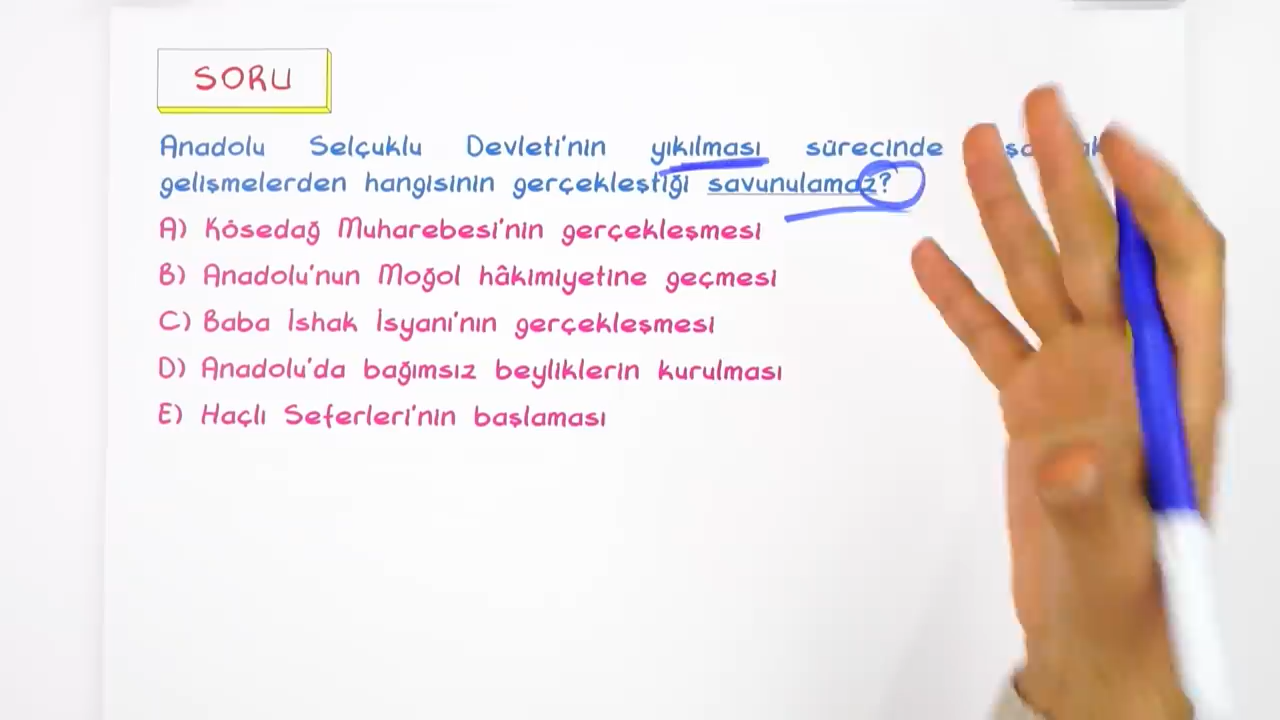 SORU
Anadolu Selçuklu Devleti'nin yıkılması sürecinde
gelişmelerden hangisinin gerçekleştiği savunulamaz?
A) Kösedağ Muharebesi'nin gerçekleşmesi
B) Anadolu'nun Moğol hâkimiyetine geçmesi
C) Baba İshak İsyanı'nın gerçekleşmesi
D) Anadolu'da bağımsız beyliklerin kurulması
E) Haçlı Seferleri'nin başlaması